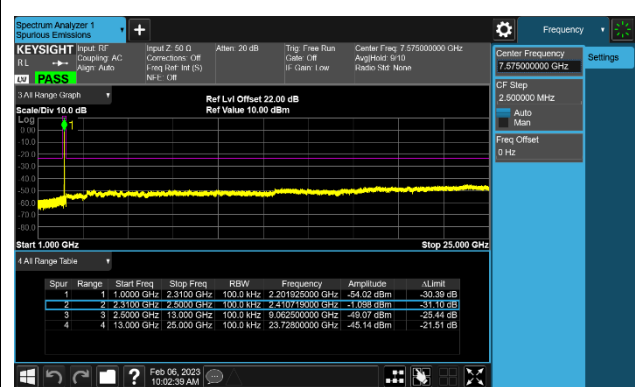 Spectrum Analyzer 1
Spurious Emissions
Frequency
KEYSIGHT Input: RF Input Z: 50 Ω Atten: 20 dB Trig: Free Run Center Freq: 7.575000000 GHz
RL Coupling: AC Corrections: Off Gate: Off Avg|Hold: 9/10
Align: Auto Freq Ref: Int (S) IF Gain: Low Radio Std: None
NFE: Off
LW PASS
Center Frequency
7.575000000 GHz
Settings
CF Step
2.500000 MHz
Auto
Man
Freq Offset
0 Hz
3 All Range Graph
Ref Lvl Offset 22.00 dB
Scale/Div 10.0 dB Ref Value 10.00 dBm
Log
1
0.00
-10.0
-20.0
-30.0
-40.0
-50.0
-60.0
-70.0
-80.0
Start 1.000 GHz Stop 25.000 GHz
4 All Range Table
Spur Range Start Freq Stop Freq RBW Frequency Amplitude ΔLimit
1 1 1.0000 GHz 2.3100 GHz 100.0 kHz 2.201925000 GHz -54.02 dBm -30.39 dB
2 2 2.3100 GHz 2.5000 GHz 100.0 kHz 2.410719000 GHz -1.098 dBm -31.10 dB
3 3 2.5000 GHz 13.000 GHz 100.0 kHz 9.062500000 GHz -49.07 dBm -25.44 dB
4 4 13.000 GHz 25.000 GHz 100.0 kHz 23.72800000 GHz -45.14 dBm -21.51 dB
Feb 06, 2023
10:02:39 AM